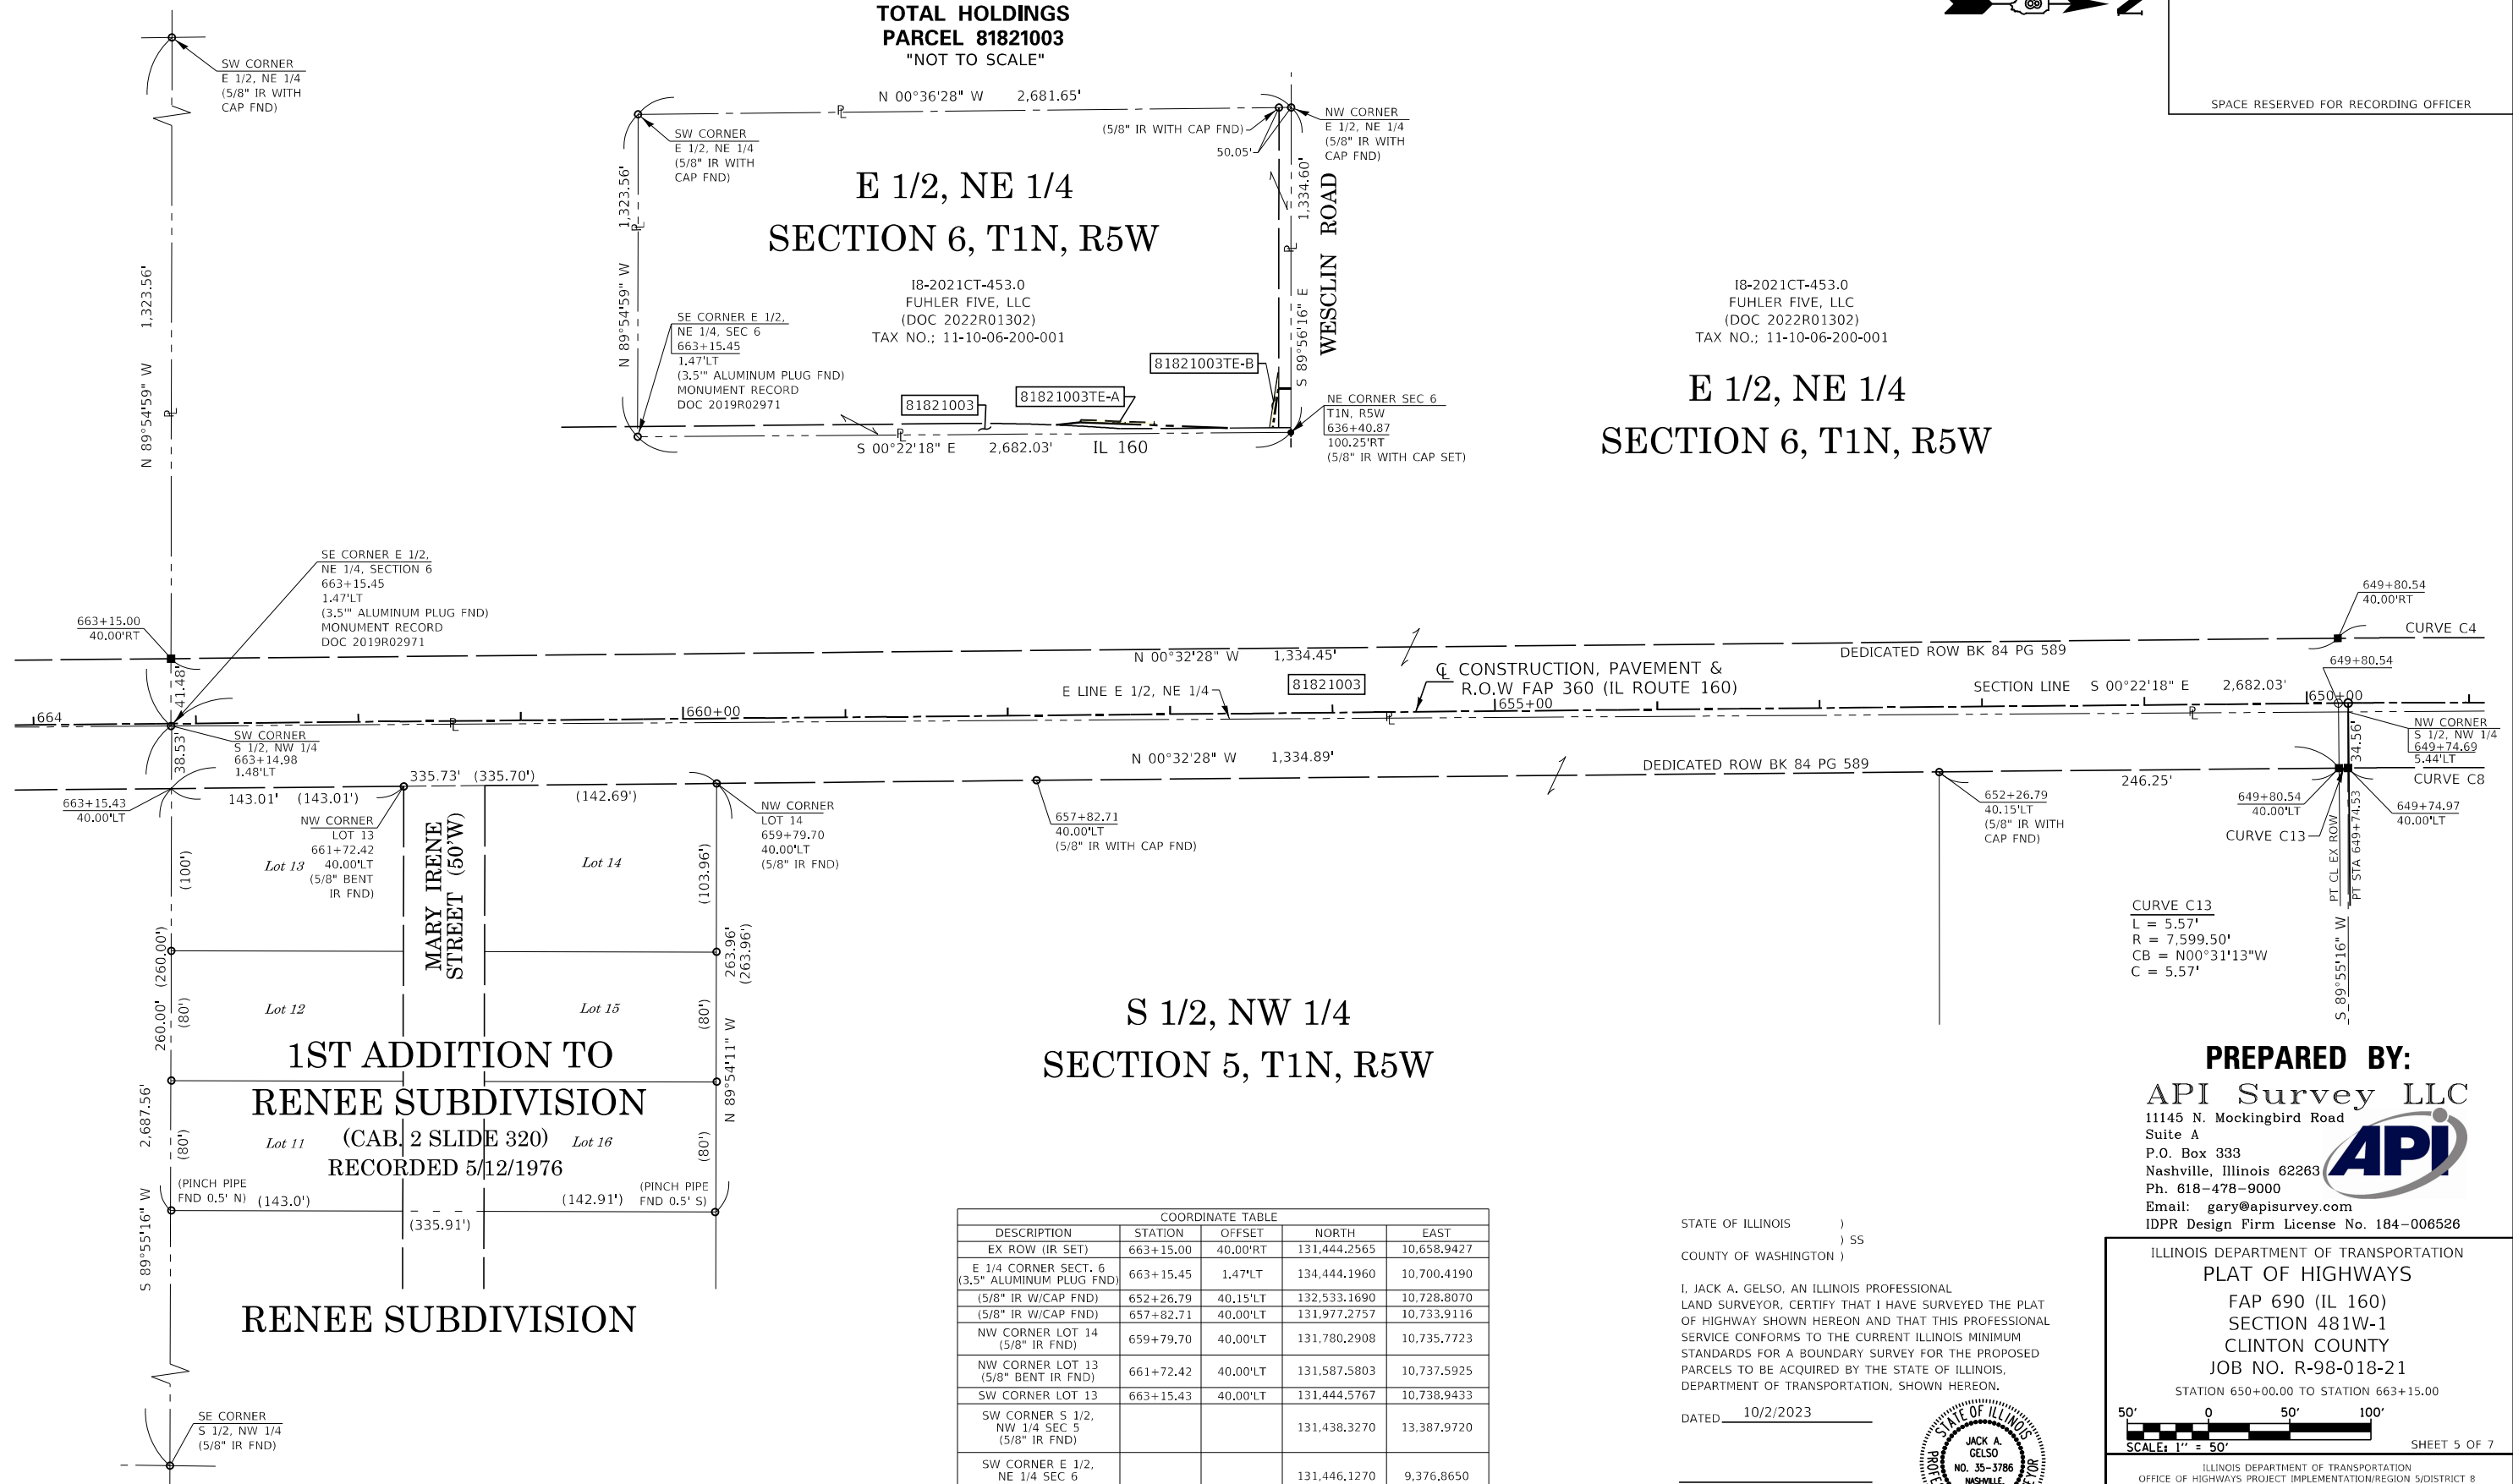 TOTAL HOLDINGS
PARCEL 81821003
"NOT TO SCALE"
N
SPACE RESERVED FOR RECORDING OFFICER
SW CORNER
E 1/2, NE 1/4
(5/8" IR WITH
CAP FND)
N 89°54'59" W 1,323.56'
PL
N 00°36'28" W 2,681.65'
PL
SW CORNER
E 1/2, NE 1/4
(5/8" IR WITH
CAP FND)
(5/8" IR WITH CAP FND)
50.05'
NW CORNER
E 1/2, NE 1/4
(5/8" IR WITH
CAP FND)
N 89°54'59" W 1,323.56'
PL
E 1/2, NE 1/4
SECTION 6, T1N, R5W
I8-2021CT-453.0
FUHLER FIVE, LLC
(DOC 2022R01302)
TAX NO.; 11-10-06-200-001
S 89°56'16" E 1,334.60'
PL
WESCLIN ROAD
SE CORNER E 1/2,
NE 1/4, SEC 6
663+15.45
1.47'LT
(3.5'" ALUMINUM PLUG FND)
MONUMENT RECORD
DOC 2019R02971
81821003
81821003TE-A
81821003TE-B
PL
S 00°22'18" E 2,682.03' IL 160
NE CORNER SEC 6
T1N, R5W
636+40.87
100.25'RT
(5/8" IR WITH CAP SET)
I8-2021CT-453.0
FUHLER FIVE, LLC
(DOC 2022R01302)
TAX NO.; 11-10-06-200-001
E 1/2, NE 1/4
SECTION 6, T1N, R5W
SE CORNER E 1/2,
NE 1/4, SECTION 6
663+15.45
1.47'LT
(3.5'" ALUMINUM PLUG FND)
MONUMENT RECORD
DOC 2019R02971
663+15.00
40.00'RT
41.48'
N 00°32'28" W 1,334.45'
DEDICATED ROW BK 84 PG 589
649+80.54
40.00'RT
CURVE C4
649+80.54
E LINE E 1/2, NE 1/4
81821003
CL CONSTRUCTION, PAVEMENT &
R.O.W FAP 360 (IL ROUTE 160)
SECTION LINE S 00°22'18" E 2,682.03'
664
660+00
655+00
650+00
PL
PL
PL
SW CORNER
S 1/2, NW 1/4
663+14.98
1.48'LT
38.53'
NW CORNER
S 1/2, NW 1/4
649+74.69
5.44'LT
34.56'
CURVE C8
N 00°32'28" W 1,334.89'
DEDICATED ROW BK 84 PG 589
335.73' (335.70')
143.01' (143.01')
(142.69')
246.25'
663+15.43
40.00'LT
NW CORNER
LOT 13
661+72.42
40.00'LT
(5/8" BENT
IR FND)
NW CORNER
LOT 14
659+79.70
40.00'LT
(5/8" IR FND)
657+82.71
40.00'LT
(5/8" IR WITH CAP FND)
652+26.79
40.15'LT
(5/8" IR WITH
CAP FND)
649+80.54
40.00'LT
649+74.97
40.00'LT
CURVE C13
PT CL EX ROW
PT STA 649+74.53
S 89°55'16" W
CURVE C13
L = 5.57'
R = 7,599.50'
CB = N00°31'13"W
C = 5.57'
Lot 13
Lot 14
MARY IRENE
STREET (50'W)
(100')
(103.96')
260.00' (260.00')
263.96'
(263.96')
Lot 12
Lot 15
(80')
(80')
1ST ADDITION TO
RENEE SUBDIVISION
(CAB. 2 SLIDE 320)
RECORDED 5/12/1976
N 89°54'11" W
Lot 11
Lot 16
(80')
(80')
(PINCH PIPE
FND 0.5' N)
(143.0')
(142.91')
(PINCH PIPE
FND 0.5' S)
(335.91')
S 89°55'16" W 2,687.56'
RENEE SUBDIVISION
SE CORNER
S 1/2, NW 1/4
(5/8" IR FND)
S 1/2, NW 1/4
SECTION 5, T1N, R5W
COORDINATE TABLE
DESCRIPTION STATION OFFSET NORTH EAST
EX ROW (IR SET) 663+15.00 40.00'RT 131,444.2565 10,658.9427
E 1/4 CORNER SECT. 6
(3.5" ALUMINUM PLUG FND) 663+15.45 1.47'LT 134,444.1960 10,700.4190
(5/8" IR W/CAP FND) 652+26.79 40.15'LT 132,533.1690 10,728.8070
(5/8" IR W/CAP FND) 657+82.71 40.00'LT 131,977.2757 10,733.9116
NW CORNER LOT 14
(5/8" IR FND) 659+79.70 40.00'LT 131,780.2908 10,735.7723
NW CORNER LOT 13
(5/8" BENT IR FND) 661+72.42 40.00'LT 131,587.5803 10,737.5925
SW CORNER LOT 13 663+15.43 40.00'LT 131,444.5767 10,738.9433
SW CORNER S 1/2,
NW 1/4 SEC 5
(5/8" IR FND) 131,438.3270 13,387.9720
SW CORNER E 1/2,
NE 1/4 SEC 6 131,446.1270 9,376.8650
STATE OF ILLINOIS )
) SS
COUNTY OF WASHINGTON )
I, JACK A. GELSO, AN ILLINOIS PROFESSIONAL
LAND SURVEYOR, CERTIFY THAT I HAVE SURVEYED THE PLAT
OF HIGHWAY SHOWN HEREON AND THAT THIS PROFESSIONAL
SERVICE CONFORMS TO THE CURRENT ILLINOIS MINIMUM
STANDARDS FOR A BOUNDARY SURVEY FOR THE PROPOSED
PARCELS TO BE ACQUIRED BY THE STATE OF ILLINOIS,
DEPARTMENT OF TRANSPORTATION, SHOWN HEREON.
DATED 10/2/2023
STATE OF ILLINOIS
JACK A.
GELSO
NO. 35-3786
NASHVILLE,
PREPARED BY:
API Survey LLC
11145 N. Mockingbird Road
Suite A
P.O. Box 333
Nashville, Illinois 62263
Ph. 618-478-9000
Email: gary@apisurvey.com
IDPR Design Firm License No. 184-006526
API
ILLINOIS DEPARTMENT OF TRANSPORTATION
PLAT OF HIGHWAYS
FAP 690 (IL 160)
SECTION 481W-1
CLINTON COUNTY
JOB NO. R-98-018-21
STATION 650+00.00 TO STATION 663+15.00
50' 0 50' 100'
SCALE: 1" = 50'
SHEET 5 OF 7
ILLINOIS DEPARTMENT OF TRANSPORTATION
OFFICE OF HIGHWAYS PROJECT IMPLEMENTATION/REGION 5/DISTRICT 8